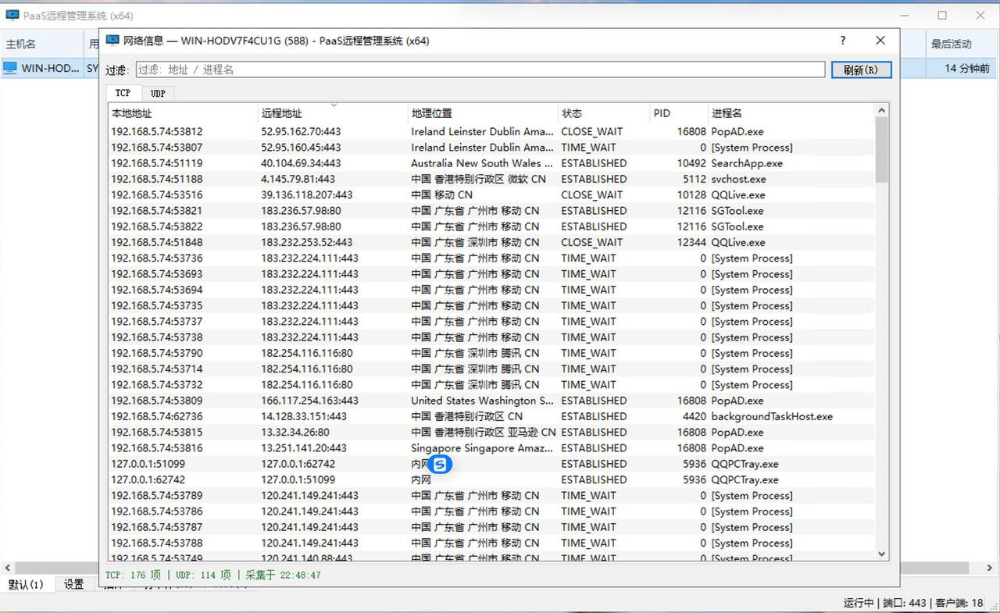 PaaS远程管理系统 (x64)
主机名 用 最后活动
WIN-HOD... SY 14 分钟前
网络信息 — WIN-HODV7F4CU1G (588) - PaaS远程管理系统 (x64)
过滤: 过滤: 地址 / 进程名 刷新(R)
TCP UDP
本地地址 远程地址 地理位置 状态 PID 进程名
192.168.5.74:53812 52.95.162.70:443 Ireland Leinster Dublin Ama... CLOSE_WAIT 16808 PopAD.exe
192.168.5.74:53807 52.95.160.45:443 Ireland Leinster Dublin Ama... TIME_WAIT 0 [System Process]
192.168.5.74:51119 40.104.69.34:443 Australia New South Wales ... ESTABLISHED 10492 SearchApp.exe
192.168.5.74:51188 4.145.79.81:443 中国 香港特别行政区 微软 CN ESTABLISHED 5112 svchost.exe
192.168.5.74:53516 39.136.118.207:443 中国 移动 CN CLOSE_WAIT 10128 QQLive.exe
192.168.5.74:53821 183.236.57.98:80 中国 广东省 广州市 移动 CN ESTABLISHED 12116 SGTool.exe
192.168.5.74:53822 183.236.57.98:80 中国 广东省 广州市 移动 CN ESTABLISHED 12116 SGTool.exe
192.168.5.74:51848 183.232.253.52:443 中国 广东省 深圳市 移动 CN CLOSE_WAIT 12344 QQLive.exe
192.168.5.74:53736 183.232.224.111:443 中国 广东省 广州市 移动 CN TIME_WAIT 0 [System Process]
192.168.5.74:53693 183.232.224.111:443 中国 广东省 广州市 移动 CN TIME_WAIT 0 [System Process]
192.168.5.74:53694 183.232.224.111:443 中国 广东省 广州市 移动 CN TIME_WAIT 0 [System Process]
192.168.5.74:53735 183.232.224.111:443 中国 广东省 广州市 移动 CN TIME_WAIT 0 [System Process]
192.168.5.74:53737 183.232.224.111:443 中国 广东省 广州市 移动 CN TIME_WAIT 0 [System Process]
192.168.5.74:53738 183.232.224.111:443 中国 广东省 广州市 移动 CN TIME_WAIT 0 [System Process]
192.168.5.74:53790 182.254.116.116:80 中国 广东省 深圳市 腾讯 CN TIME_WAIT 0 [System Process]
192.168.5.74:53714 182.254.116.116:80 中国 广东省 深圳市 腾讯 CN TIME_WAIT 0 [System Process]
192.168.5.74:53732 182.254.116.116:80 中国 广东省 深圳市 腾讯 CN TIME_WAIT 0 [System Process]
192.168.5.74:53809 166.117.254.163:443 United States Washington S... ESTABLISHED 16808 PopAD.exe
192.168.5.74:62736 14.128.33.151:443 中国 香港特别行政区 CN ESTABLISHED 4420 backgroundTaskHost.exe
192.168.5.74:53815 13.32.34.26:80 中国 香港特别行政区 亚马逊 CN ESTABLISHED 16808 PopAD.exe
192.168.5.74:53816 13.251.141.20:443 Singapore Singapore Amaz... ESTABLISHED 16808 PopAD.exe
127.0.0.1:51099 127.0.0.1:62742 内网 ESTABLISHED 5936 QQPCTray.exe
127.0.0.1:62742 127.0.0.1:51099 内网 ESTABLISHED 5936 QQPCTray.exe
192.168.5.74:53789 120.241.149.241:443 中国 广东省 广州市 移动 CN TIME_WAIT 0 [System Process]
192.168.5.74:53786 120.241.149.241:443 中国 广东省 广州市 移动 CN TIME_WAIT 0 [System Process]
192.168.5.74:53787 120.241.149.241:443 中国 广东省 广州市 移动 CN TIME_WAIT 0 [System Process]
192.168.5.74:53788 120.241.149.241:443 中国 广东省 广州市 移动 CN TIME_WAIT 0 [System Process]
192.168.5.74:53749 120.241.140.88:443 中国 广东省 广州市 移动 CN TIME_WAIT 0 [System Process]
TCP: 176 项 | UDP: 114 项 | 采集于 22:48:47
默认(1) 设置
运行中 | 端口: 443 | 客户端: 18